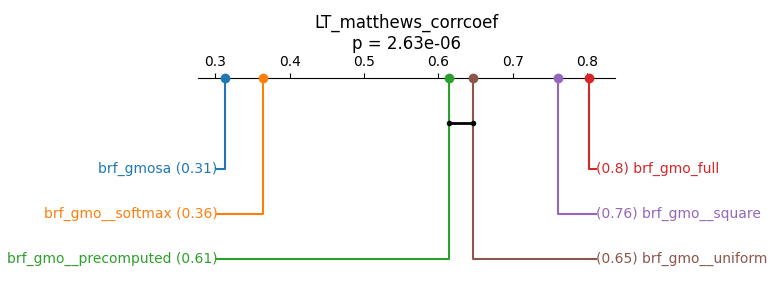 LT_matthews_corrcoef
p = 2.63e-06
0.3 0.4 0.5 0.6 0.7 0.8
brf_gmosa (0.31) (0.8) brf_gmo_full
brf_gmo__softmax (0.36) (0.76) brf_gmo__square
brf_gmo__precomputed (0.61) (0.65) brf_gmo__uniform